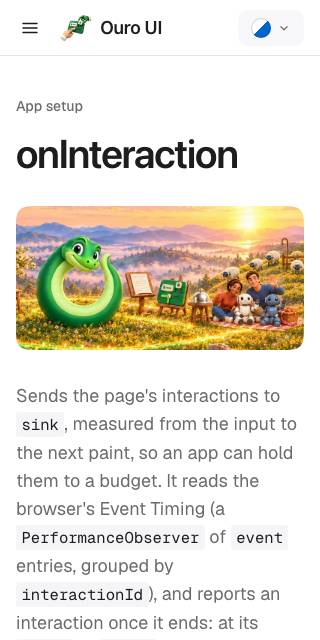 Ouro UI
App setup
onInteraction
Sends the page's interactions to
sink, measured from the input to
the next paint, so an app can hold
them to a budget. It reads the
browser's Event Timing (a
PerformanceObserver of event
entries, grouped by
interactionId), and reports an
interaction once it ends: at its